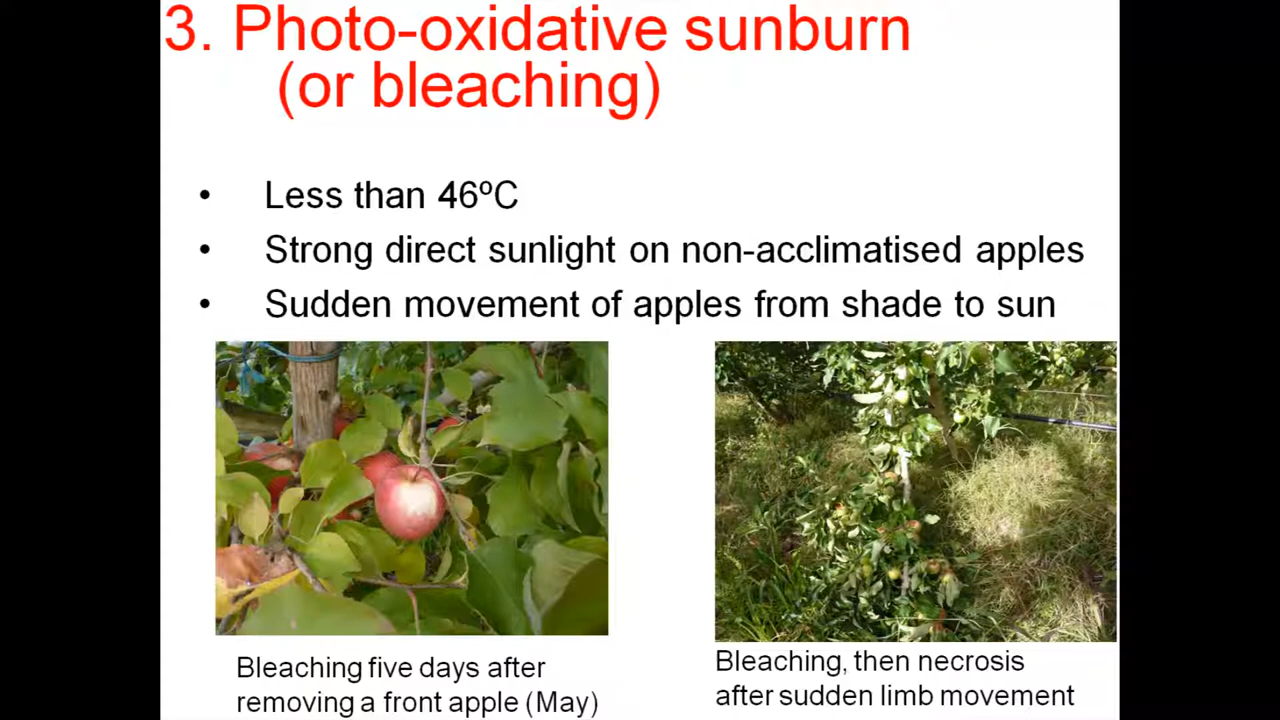 3. Photo-oxidative sunburn
(or bleaching)
• Less than 46ºC
• Strong direct sunlight on non-acclimatised apples
• Sudden movement of apples from shade to sun
Bleaching five days after
removing a front apple (May)
Bleaching, then necrosis
after sudden limb movement